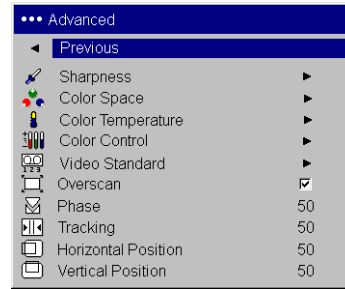 ••• Advanced
Previous
Sharpness
Color Space
Color Temperature
Color Control
Video Standard
Overscan
Phase 50
Tracking 50
Horizontal Position 50
Vertical Position 50